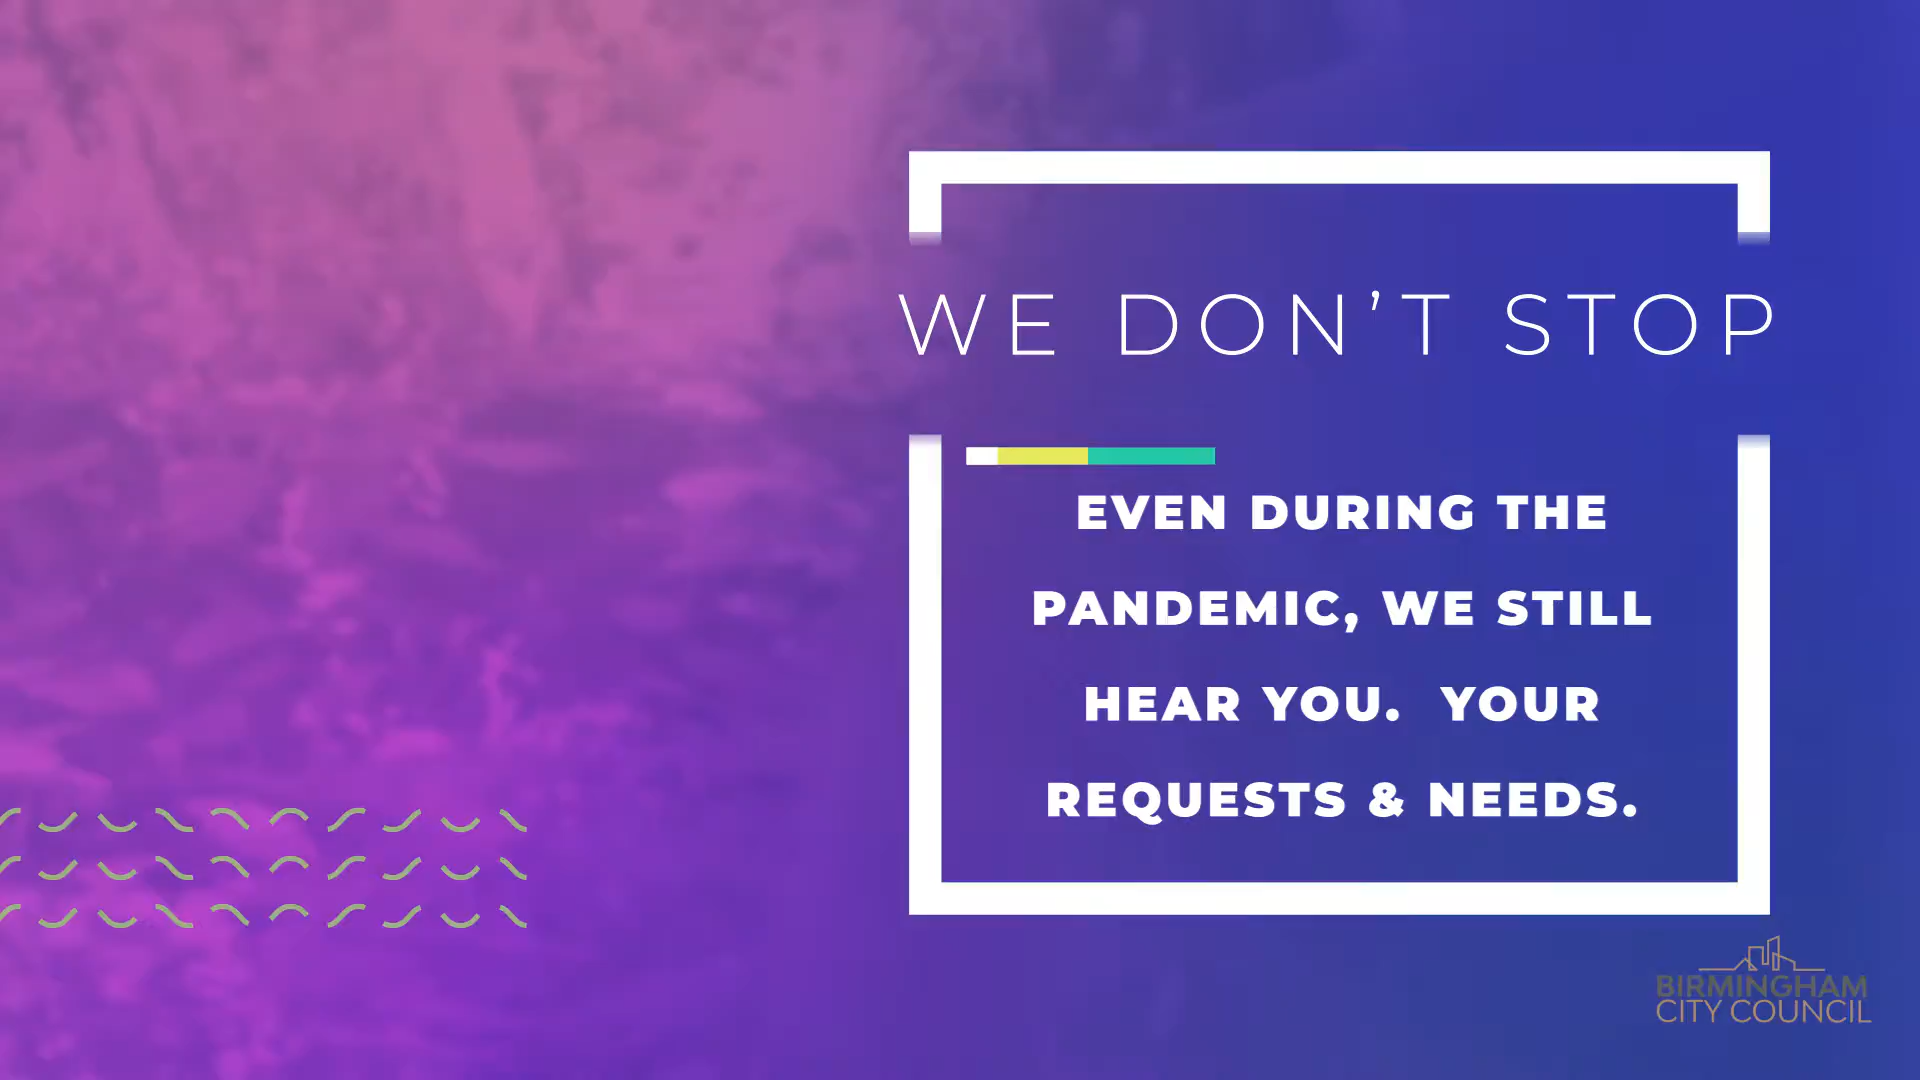 WE DON’T STOP
EVEN DURING THE
PANDEMIC, WE STILL
HEAR YOU.  YOUR
REQUESTS & NEEDS.
BIRMINGHAM
CITY COUNCIL